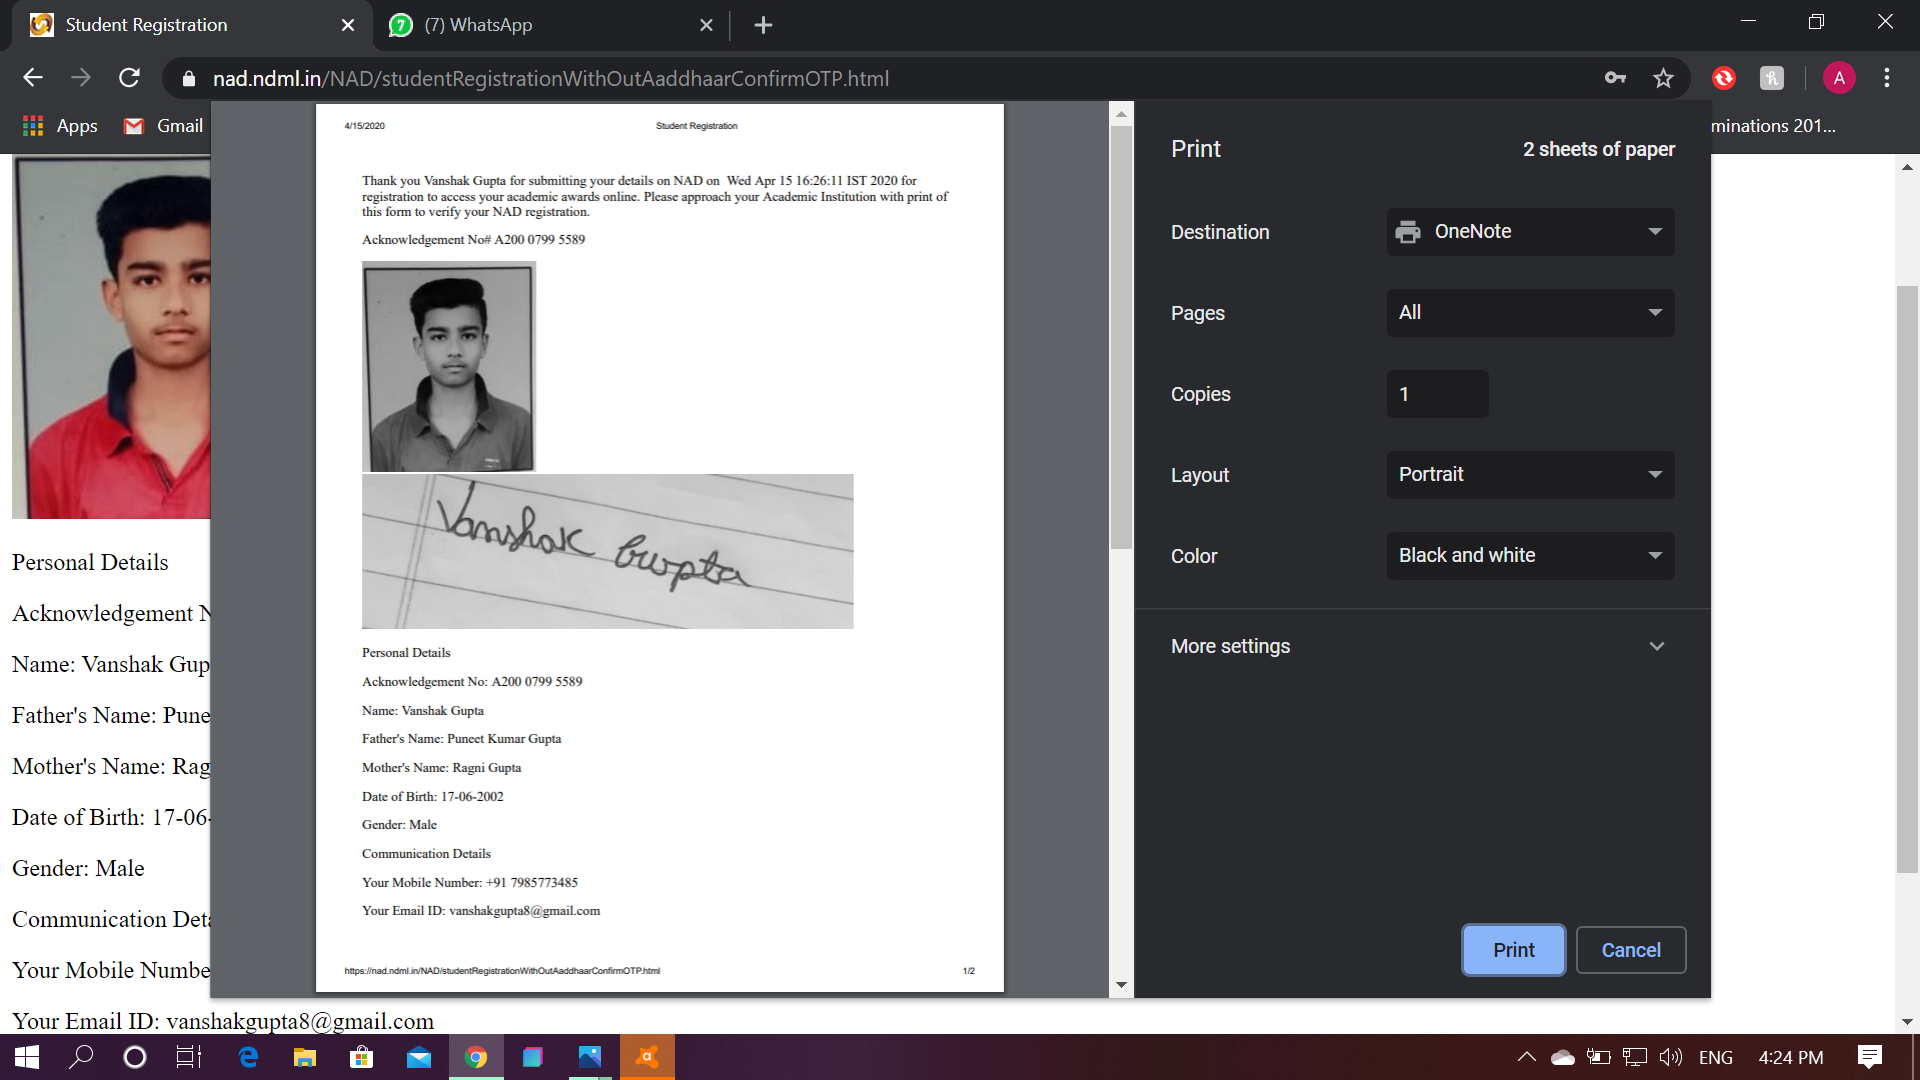 Student Registration
(7) WhatsApp
nad.ndml.in/NAD/studentRegistrationWithOutAaddhaarConfirmOTP.html
A
Apps
Gmail
minations 201...
4/15/2020
Student Registration
Thank you Vanshak Gupta for submitting your details on NAD on Wed Apr 15 16:26:11 IST 2020 for
registration to access your academic awards online. Please approach your Academic Institution with print of
this form to verify your NAD registration.
Acknowledgement No# A200 0799 5589
Vanshak Gupta
Personal Details
Acknowledgement No: A200 0799 5589
Name: Vanshak Gupta
Father's Name: Puneet Kumar Gupta
Mother's Name: Ragni Gupta
Date of Birth: 17-06-2002
Gender: Male
Communication Details
Your Mobile Number: +91 7985773485
Your Email ID: vanshakgupta8@gmail.com
https://nad.ndml.in/NAD/studentRegistrationWithOutAaddhaarConfirmOTP.html
1/2
Print
2 sheets of paper
Destination
OneNote
Pages
All
Copies
1
Layout
Portrait
Color
Black and white
More settings
Print
Cancel
Personal Details
Acknowledgement N
Name: Vanshak Gup
Father's Name: Pune
Mother's Name: Rag
Date of Birth: 17-06-
Gender: Male
Communication Deta
Your Mobile Numbe
Your Email ID: vanshakgupta8@gmail.com
ENG
4:24 PM